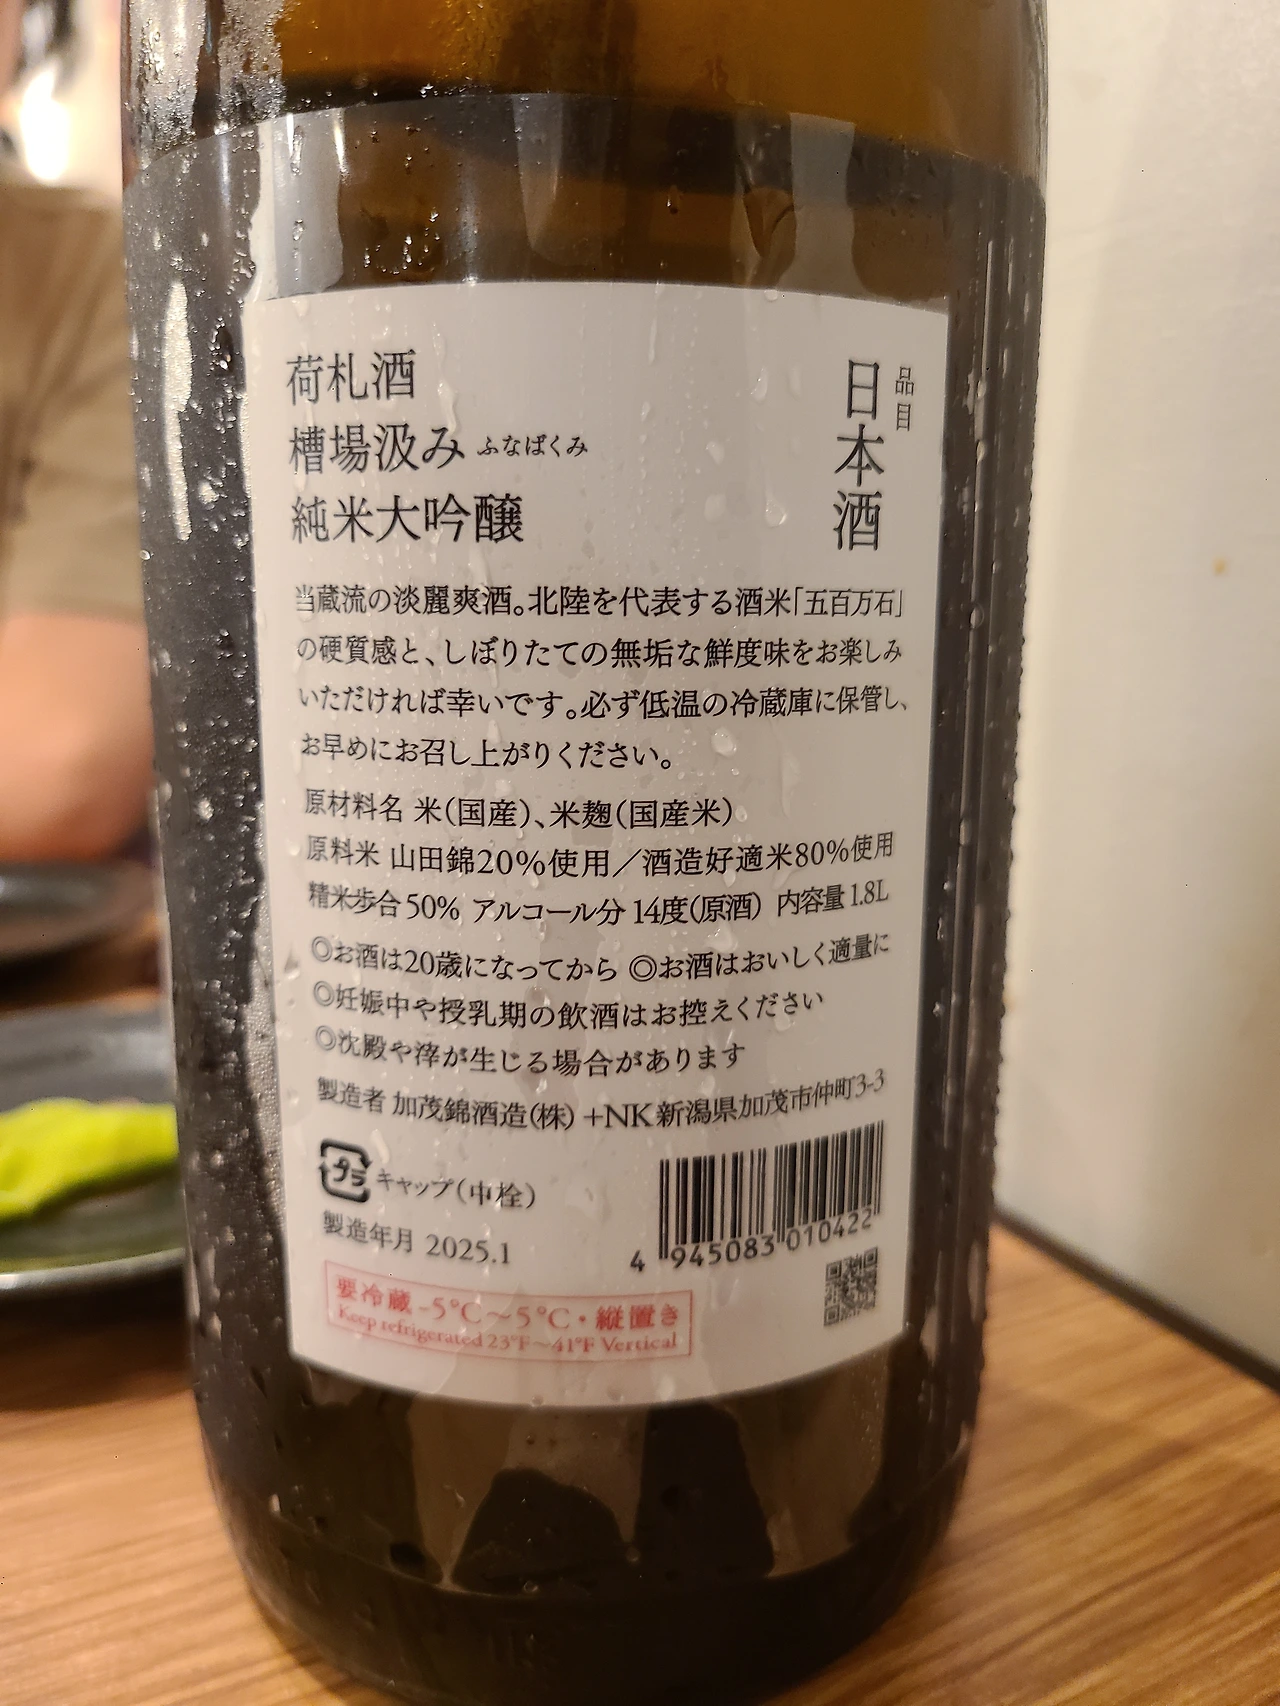 荷札酒
槽場汲み ふなばくみ
純米大吟醸
品目
日本酒
当蔵流の淡麗爽酒。北陸を代表する酒米「五百万石」
の硬質感と、しぼりたての無垢な鮮度味をお楽しみ
いただければ幸いです。必ず低温の冷蔵庫に保管し、
お早めにお召し上がりください。
原材料名 米(国産)、米麹(国産米)
原料米 山田錦20%使用/酒造好適米80%使用
精米歩合50% アルコール分 14度(原酒) 内容量1.8L
◎お酒は20歳になってから ◎お酒はおいしく適量に
◎妊娠中や授乳期の飲酒はお控えください
◎沈殿や滓が生じる場合があります
製造者 加茂錦酒造(株) +NK 新潟県加茂市仲町3-3
プラ キャップ(中栓)
製造年月 2025.1
4 945083 010422
要冷蔵 -5℃～5℃・縦置き
Keep refrigerated 23°F～41°F Vertical